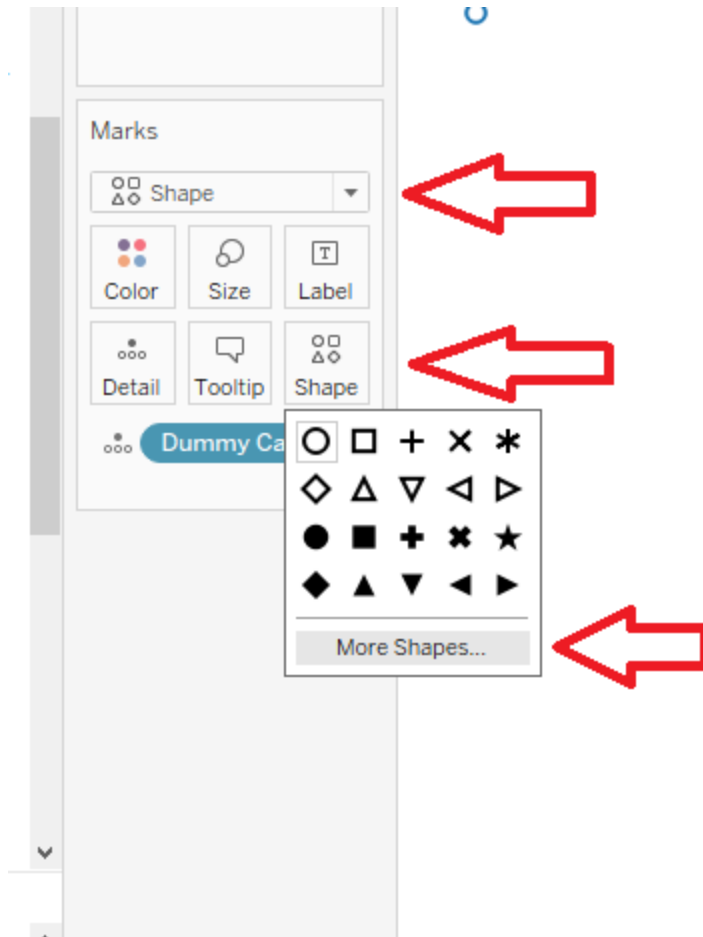 Marks
Shape
Color Size Label
Detail Tooltip Shape
Dummy Ca
More Shapes...